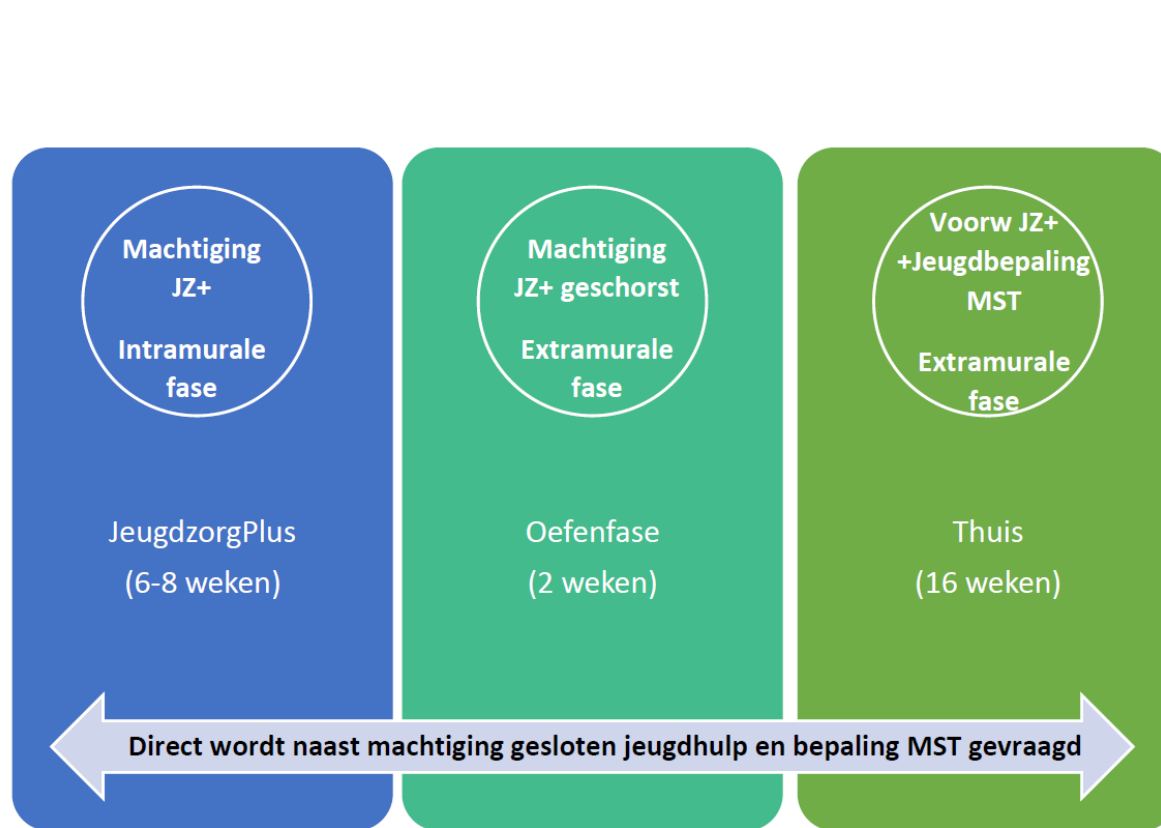 Machtiging
JZ+
Intramurale
fase
JeugdzorgPlus
(6-8 weken)
Machtiging
JZ+ geschorst
Extramurale
fase
Oefenfase
(2 weken)
Voorw JZ+
+Jeugdbepaling
MST
Extramurale
fase
Thuis
(16 weken)
Direct wordt naast machtiging gesloten jeugdhulp en bepaling MST gevraagd